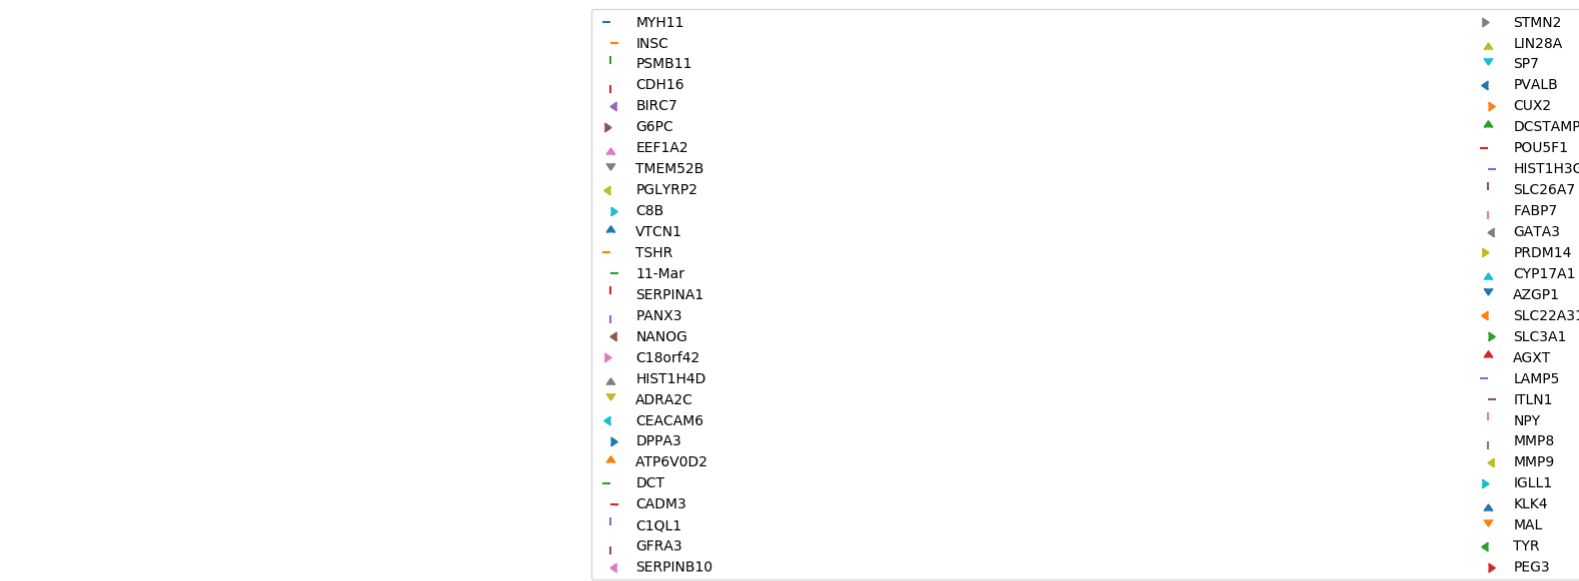 MYH11
INSC
PSMB11
CDH16
BIRC7
G6PC
EEF1A2
TMEM52B
PGLYRP2
C8B
VTCN1
TSHR
11-Mar
SERPINA1
PANX3
NANOG
C18orf42
HIST1H4D
ADRA2C
CEACAM6
DPPA3
ATP6V0D2
DCT
CADM3
C1QL1
GFRA3
SERPINB10
STMN2
LIN28A
SP7
PVALB
CUX2
DCSTAMP
POU5F1
HIST1H3G
SLC26A7
FABP7
GATA3
PRDM14
CYP17A1
AZGP1
SLC22A31
SLC3A1
AGXT
LAMP5
ITLN1
NPY
MMP8
MMP9
IGLL1
KLK4
MAL
TYR
PEG3